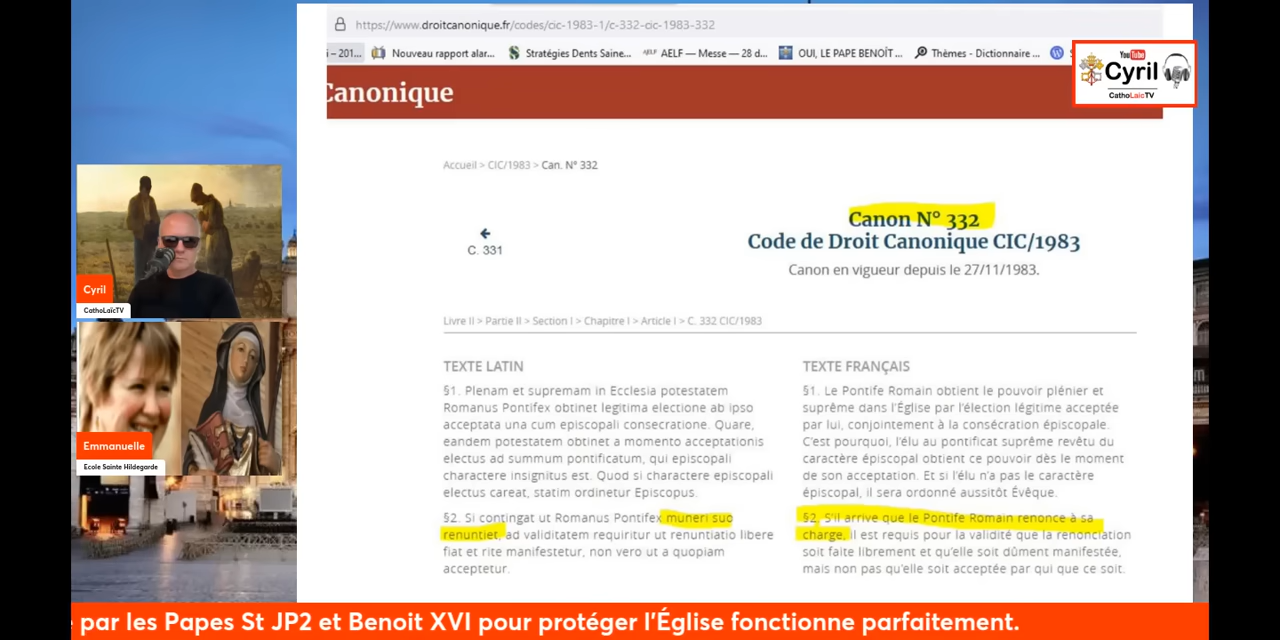 https://www.droitcanonique.fr/codes/cic-1983-1/c-332-cic-1983-332
i – 201...
Nouveau rapport alar...
Stratégies Dents Saine...
AELF
AELF — Messe — 28 d...
OUI, LE PAPE BENOÎT ...
Thèmes - Dictionnaire ...
YouTube
Cyril
CathoLaïcTV
Canonique
Accueil > CIC/1983 > Can. N° 332
C. 331
Canon N° 332
Code de Droit Canonique CIC/1983
Canon en vigueur depuis le 27/11/1983.
Livre II > Partie II > Section I > Chapitre I > Article I > C. 332 CIC/1983
TEXTE LATIN
§1. Plenam et supremam in Ecclesia potestatem
Romanus Pontifex obtinet legitima electione ab ipso
acceptata una cum episcopali consecratione. Quare,
eandem potestatem obtinet a momento acceptationis
electus ad summum pontificatum, qui episcopali
charactere insignitus est. Quod si charactere episcopali
electus careat, statim ordinetur Episcopus.
§2. Si contingat ut Romanus Pontifex muneri suo
renuntiet, ad validitatem requiritur ut renuntiatio libere
fiat et rite manifestetur, non vero ut a quopiam
acceptetur.
TEXTE FRANÇAIS
§1. Le Pontife Romain obtient le pouvoir plénier et
suprême dans l'Église par l'élection légitime acceptée
par lui, conjointement à la consécration épiscopale.
C'est pourquoi, l'élu au pontificat suprême revêtu du
caractère épiscopal obtient ce pouvoir dès le moment
de son acceptation. Et si l'élu n'a pas le caractère
épiscopal, il sera ordonné aussitôt Évêque.
§2. S'il arrive que le Pontife Romain renonce à sa
charge, il est requis pour la validité que la renonciation
soit faite librement et qu'elle soit dûment manifestée,
mais non pas qu'elle soit acceptée par qui que ce soit.
Cyril
CathoLaïcTV
Emmanuelle
Ecole Sainte Hildegarde
par les Papes St JP2 et Benoit XVI pour protéger l'Église fonctionne parfaitement.